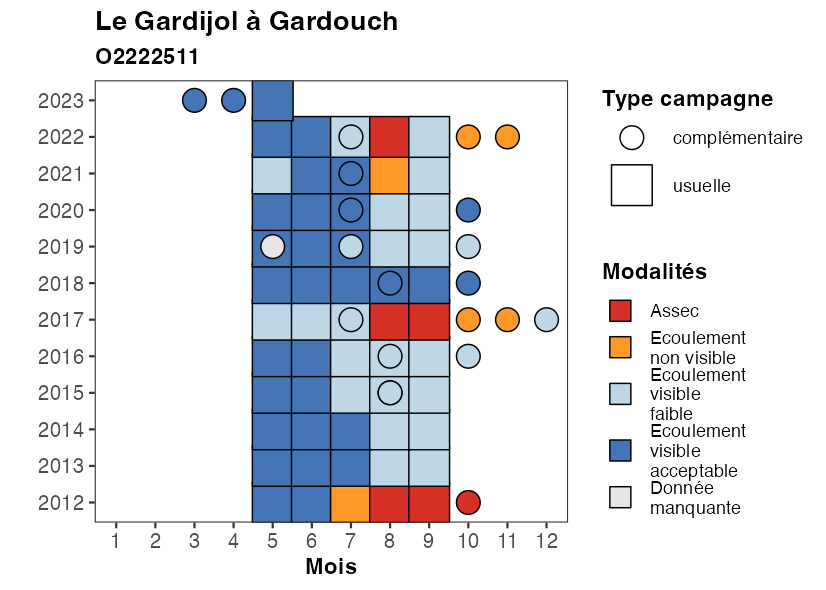 Le Gardijol à Gardouch
O2222511
2023
2022
2021
2020
2019
2018
2017
2016
2015
2014
2013
2012
1 2 3 4 5 6 7 8 9 10 11 12
Mois
Type campagne
complémentaire
usuelle
Modalités
Assec
Ecoulement
non visible
Ecoulement
visible
faible
Ecoulement
visible
acceptable
Donnée
manquante